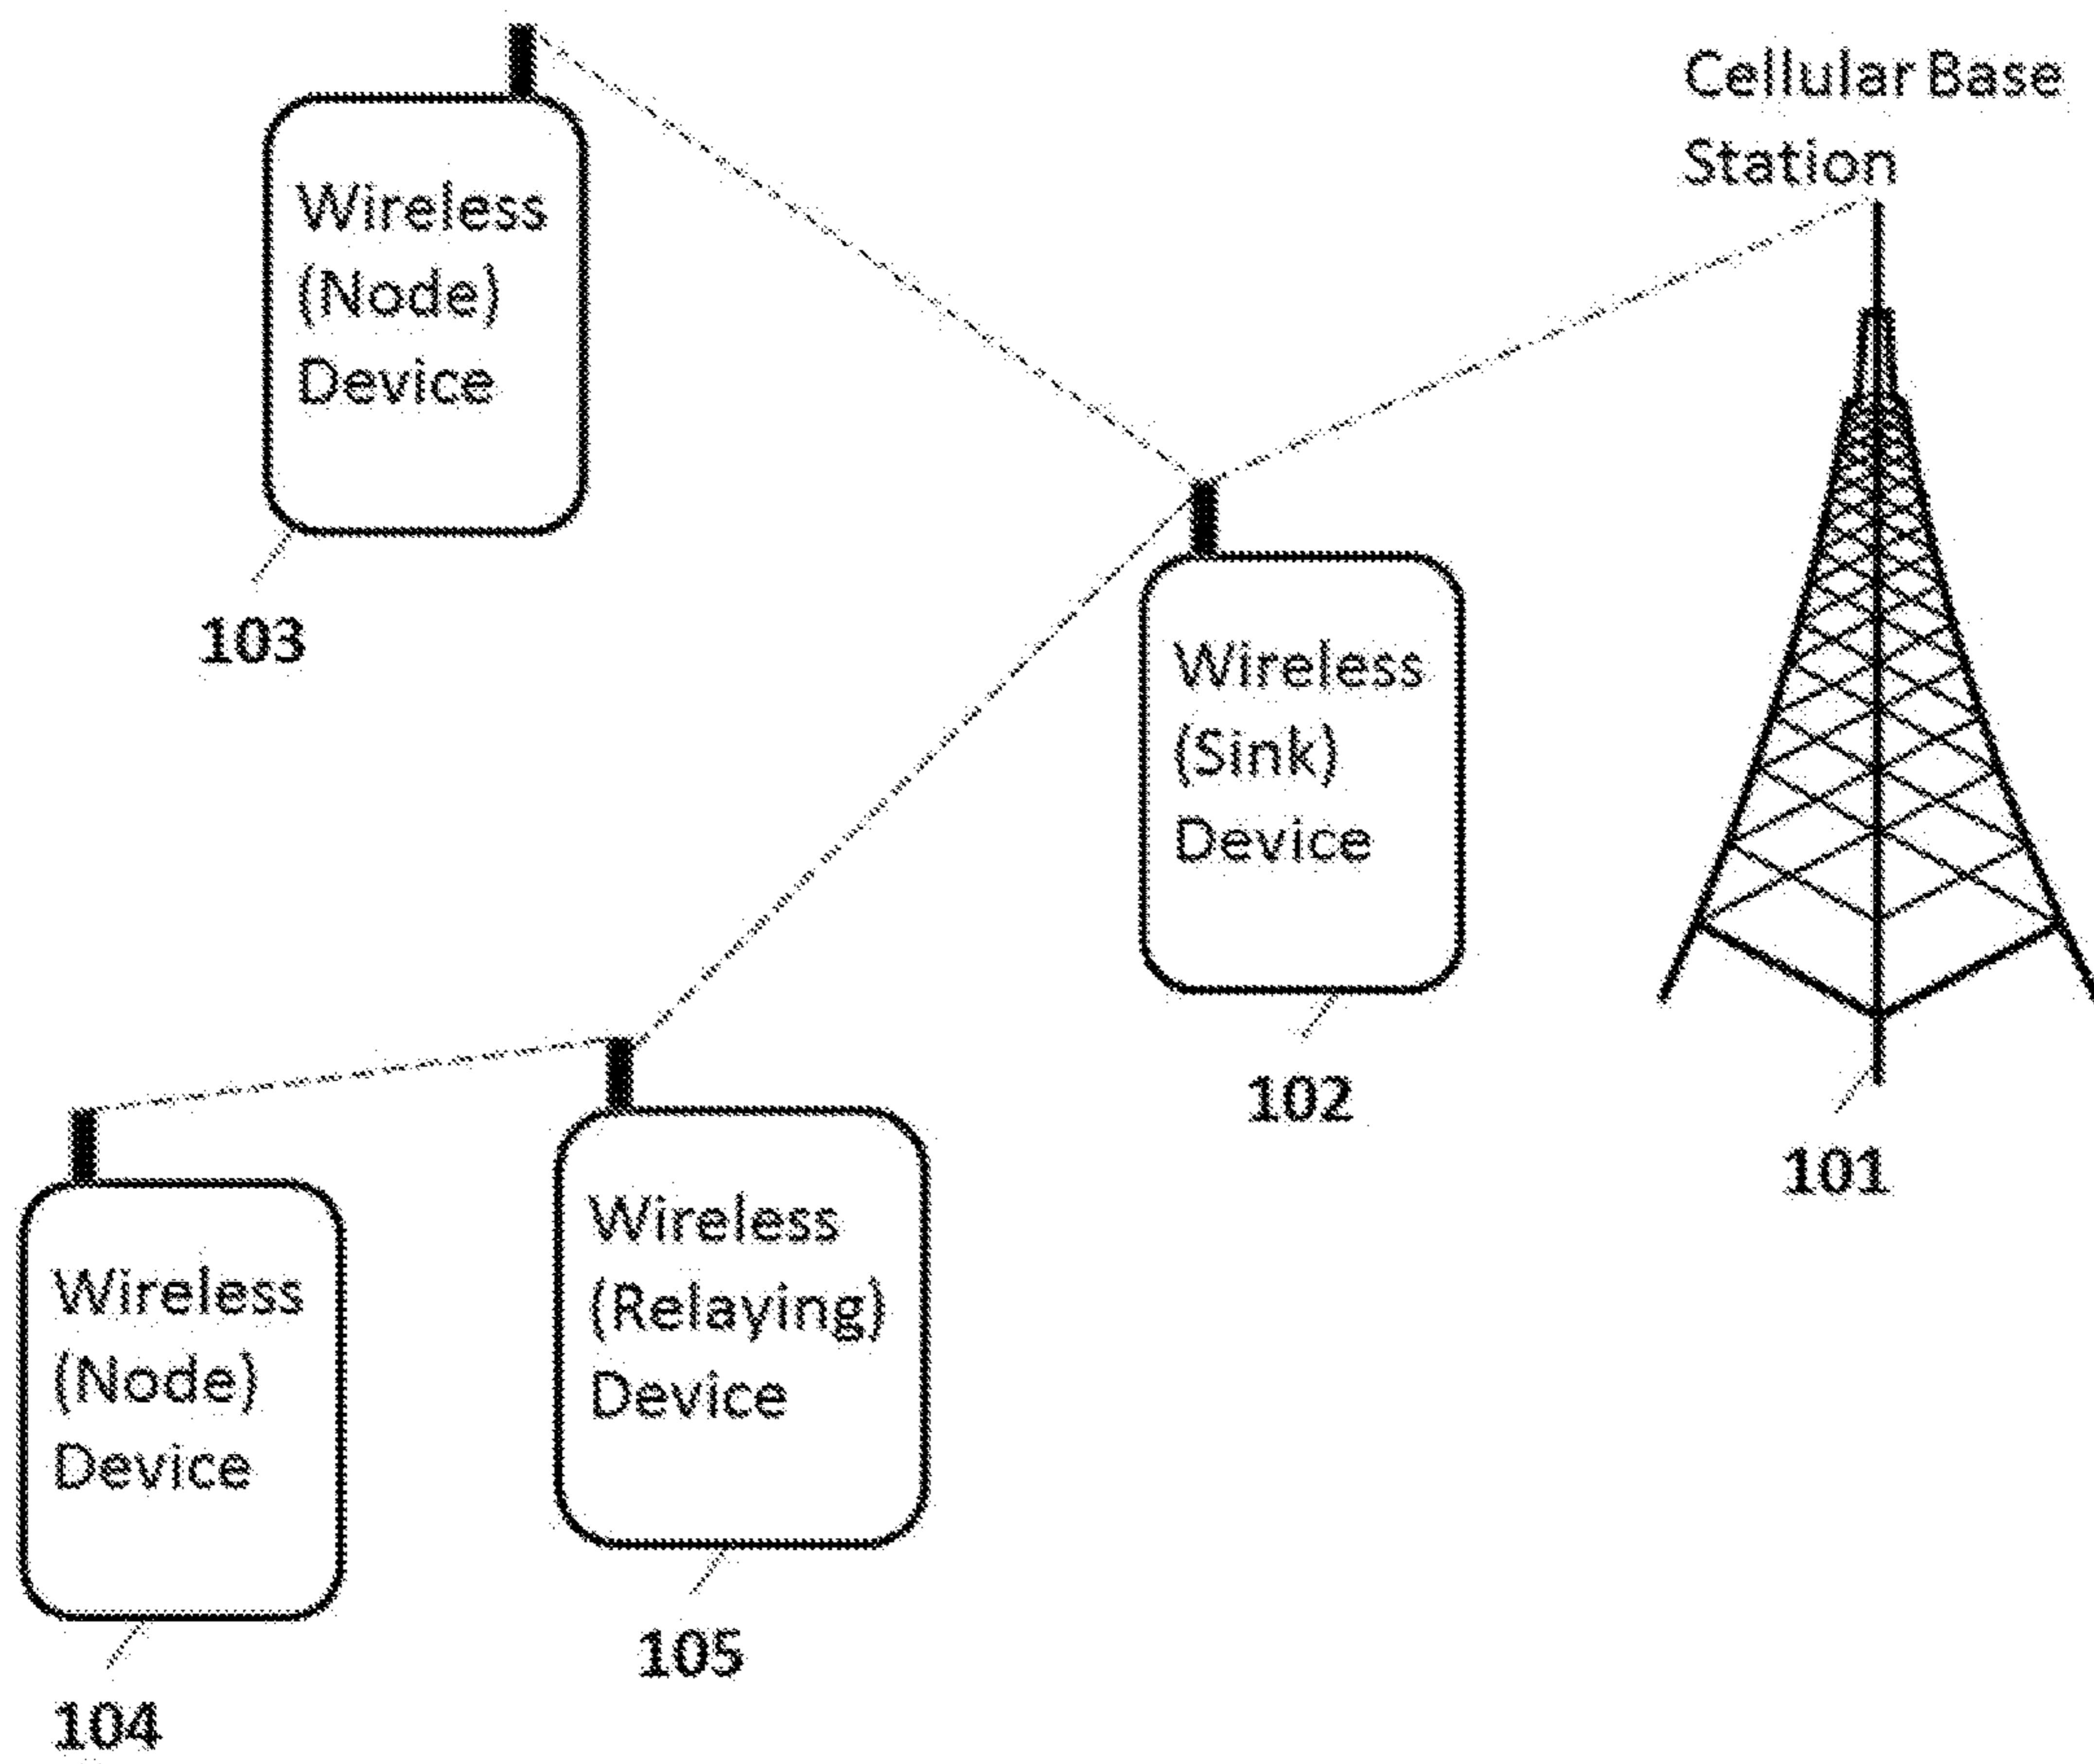 Cellular Base
Station
Wireless
(Node)
Device
103
Wireless
(Sink)
Device
102
101
Wireless
(Relaying)
Device
105
Wireless
(Node)
Device
104